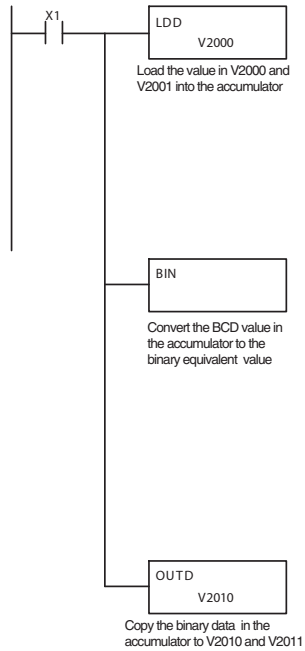 X1
LDD
V2000
Load the value in V2000 and
V2001 into the accumulator
BIN
Convert the BCD value in
the accumulator to the
binary equivalent value
OUTD
V2010
Copy the binary data in the
accumulator to V2010 and V2011